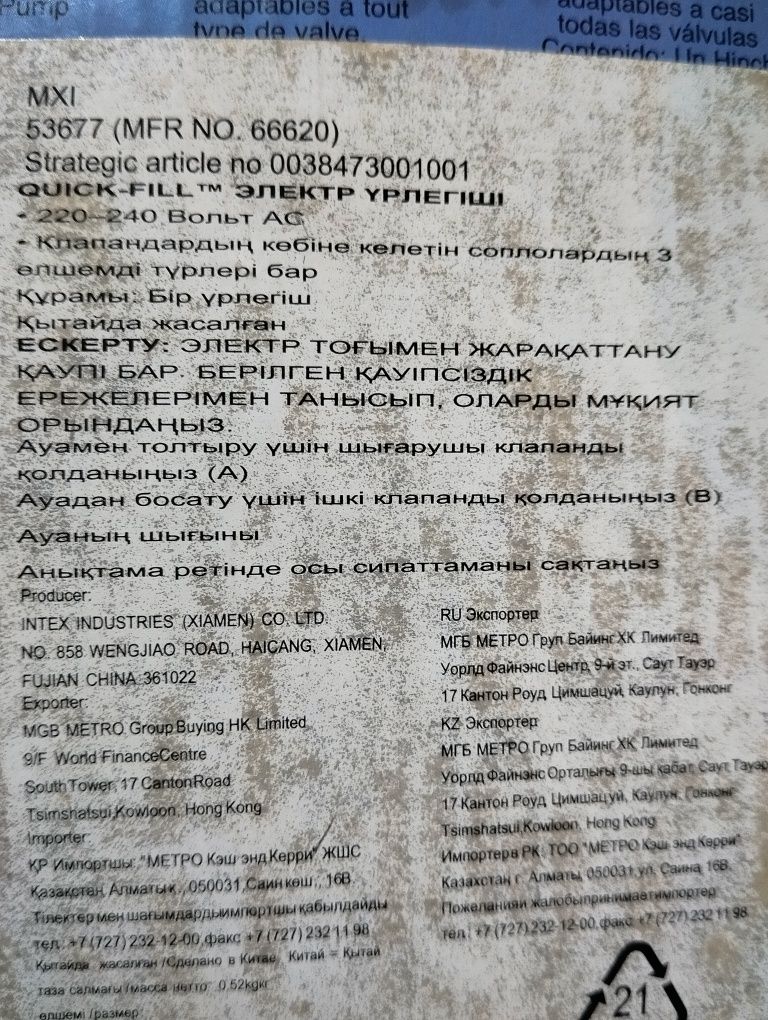 Pump
adaptables à tout
type de valve.
adaptables a casi
todas las válvulas
Contenido: Un Hinch
MXI
53677 (MFR NO. 66620)
Strategic article no 0038473001001
QUICK-FILL™ ЭЛЕКТР ҮРЛЕГІШІ
• 220–240 Вольт АС
• Клапандардың көбіне келетін соплолардың 3
өлшемді түрлері бар
Құрамы: Бір үрлегіш
Қытайда жасалған
ЕСКЕРТУ: ЭЛЕКТР ТОҒЫМЕН ЖАРАҚАТТАНУ
ҚАУПІ БАР. БЕРІЛГЕН ҚАУІПСІЗДІК
ЕРЕЖЕЛЕРІМЕН ТАНЫСЫП, ОЛАРДЫ МҰҚИЯТ
ОРЫНДАҢЫЗ.
Ауамен толтыру үшін шығарушы клапанды
қолданыңыз (А)
Ауадан босату үшін ішкі клапанды қолданыңыз (В)
Ауаның шығыны
Анықтама ретінде осы сипаттаманы сақтаңыз
Producer:
INTEX INDUSTRIES (XIAMEN) CO. LTD.
NO. 858 WENGJIAO ROAD, HAICANG, XIAMEN,
FUJIAN CHINA 361022
Exporter:
MGB METRO Group Buying HK Limited
9/F World FinanceCentre
South Tower, 17 CantonRoad
Tsimshatsui,Kowloon, Hong Kong
Importer:
ҚР Импортшы: "МЕТРО Кэш энд Керри" ЖШС
Қазақстан, Алматы к., ,050031,Саин көш., 16В.
Тілектер мен шағымдардыимпортшы қабылдайды
тел: +7 (727) 232-12-00,факс +7 (727) 232 11 98
Қытайда жасалған /Сделано в Китае, Китай = Қытай
таза салмағы /масса нетто: 0,52kgкг
өлшемі /размер:
RU Экспортер
МГБ МЕТРО Груп Байинг ХК Лимитед
Уорлд Файнэнс Центр, 9-й эт., Саут Тауэр
17 Кантон Роуд, Цимшацуй, Каулун, Гонконг
KZ Экспортер
МГБ МЕТРО Груп Байинг ХК Лимитед
Уорлд Файнэнс Орталығы, 9-шы қабат, Саут Тауэр
17 Кантон Роуд, Цимшацуй, Каулун, Гонконг
Tsimshatsui,Kowloon, Hong Kong
Импортер в РК: ТОО "МЕТРО Кэш энд Керри"
Казахстан г. Алматы, 050031,ул. Саина, 16В.
Пожеланияи жалобыпринимаетимпортер
тел: +7 (727) 232-12-00, факс +7 (727) 232 11 98
21